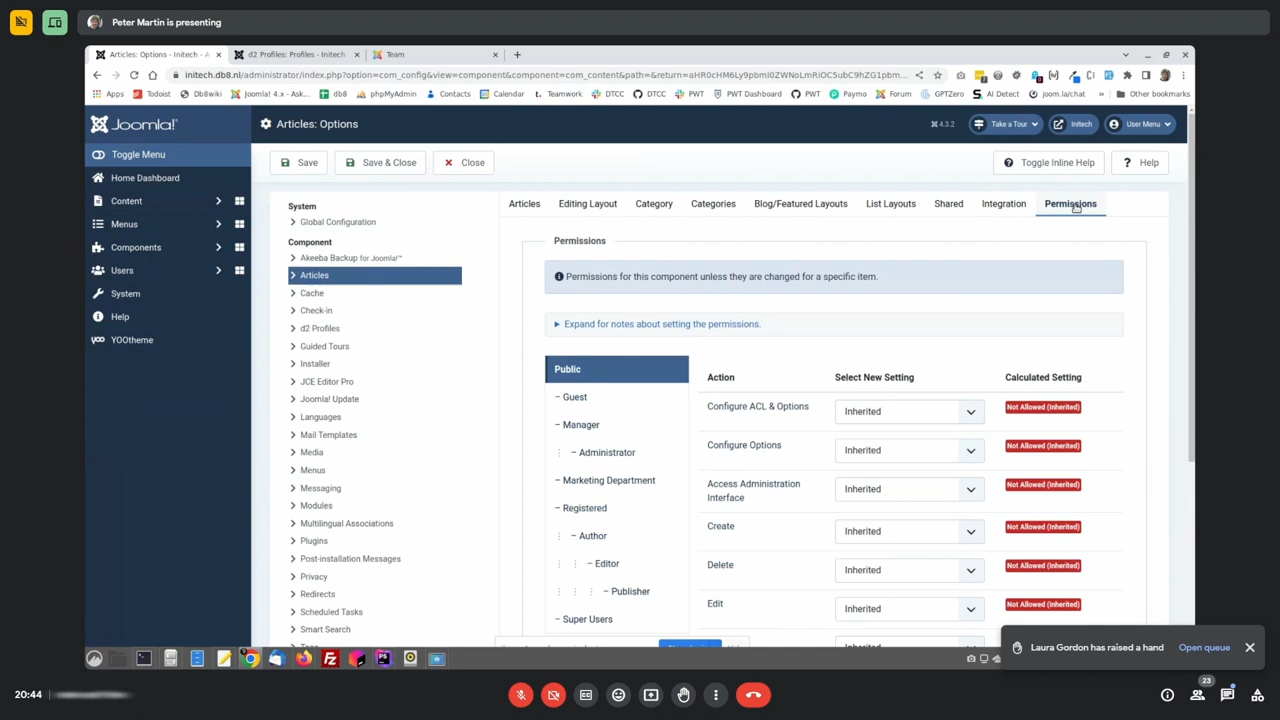 Peter Martin is presenting
Articles: Options - Initech - A
d2 Profiles: Profiles - Initech
Team
initech.db8.nl/administrator/index.php?option=com_config&view=component&component=com_content&path=&return=
Apps
Todoist
Db8wiki
Joomla! 4.x - Ask...
db8
phpMyAdmin
Contacts
Calendar
Teamwork
DTCC
DTCC
PWT
PWT Dashboard
PWT
Paymo
Forum
GPTZero
AI Detect
joom.la/chat
»
Other bookmarks
Joomla!
Articles: Options
4.3.2
Take a Tour
Initech
User Menu
Toggle Menu
Home Dashboard
Content
Menus
Components
Users
System
Help
YOOtheme
Save
Save & Close
Close
Toggle Inline Help
Help
System
Global Configuration
Component
Akeeba Backup for Joomla!™
Articles
Cache
Check-in
d2 Profiles
Guided Tours
Installer
JCE Editor Pro
Joomla! Update
Languages
Mail Templates
Media
Menus
Messaging
Modules
Multilingual Associations
Plugins
Post-installation Messages
Privacy
Redirects
Scheduled Tasks
Smart Search
Articles
Editing Layout
Category
Categories
Blog/Featured Layouts
List Layouts
Shared
Integration
Permissions
Permissions
Permissions for this component unless they are changed for a specific item.
Expand for notes about setting the permissions.
Public
– Guest
– Manager
– Administrator
– Marketing Department
– Registered
– Author
– Editor
– Publisher
– Super Users
Action
Select New Setting
Calculated Setting
Configure ACL & Options
Inherited
Not Allowed (Inherited)
Configure Options
Inherited
Not Allowed (Inherited)
Access Administration
Interface
Inherited
Not Allowed (Inherited)
Create
Inherited
Not Allowed (Inherited)
Delete
Inherited
Not Allowed (Inherited)
Edit
Inherited
Not Allowed (Inherited)
Laura Gordon has raised a hand
Open queue
20:44
23